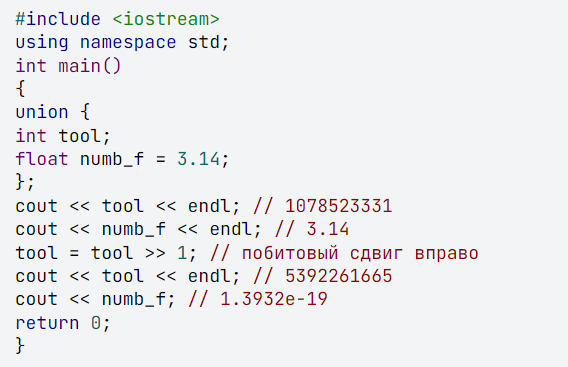 #include <iostream>
using namespace std;
int main()
{
union {
int tool;
float numb_f = 3.14;
};
cout << tool << endl; // 1078523331
cout << numb_f << endl; // 3.14
tool = tool >> 1; // побитовый сдвиг вправо
cout << tool << endl; // 5392261665
cout << numb_f; // 1.3932e-19
return 0;
}